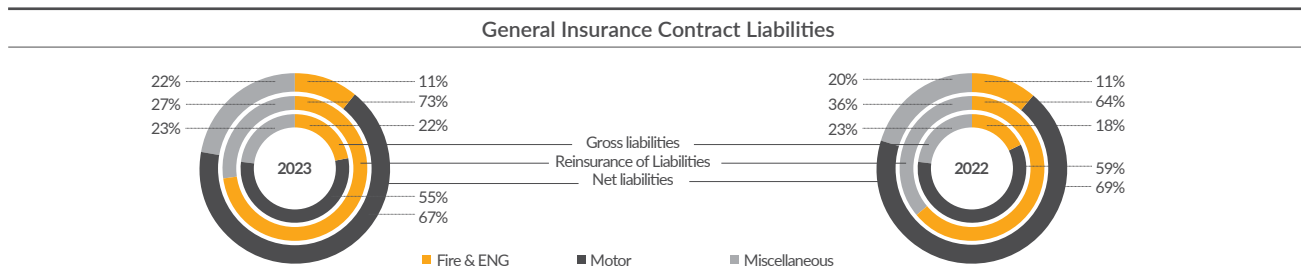 General Insurance Contract Liabilities
22%
27%
23%
11%
73%
22%
2023
55%
67%
Gross liabilities
Reinsurance of Liabilities
Net liabilities
20%
36%
23%
11%
64%
18%
2022
59%
69%
Fire & ENG
Motor
Miscellaneous